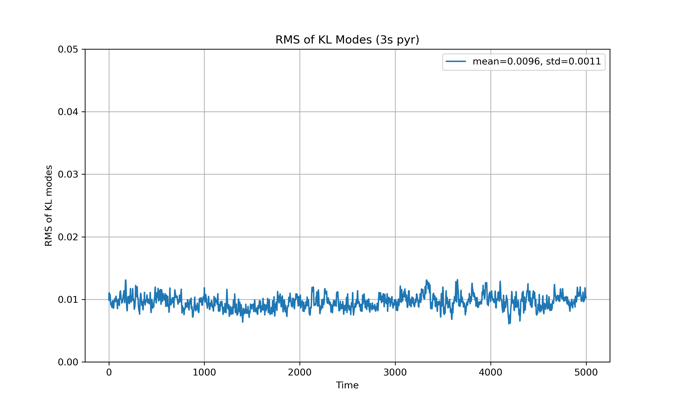 RMS of KL Modes (3s pyr)
mean=0.0096, std=0.0011
RMS of KL modes
0.05
0.04
0.03
0.02
0.01
0.00
0 1000 2000 3000 4000 5000
Time